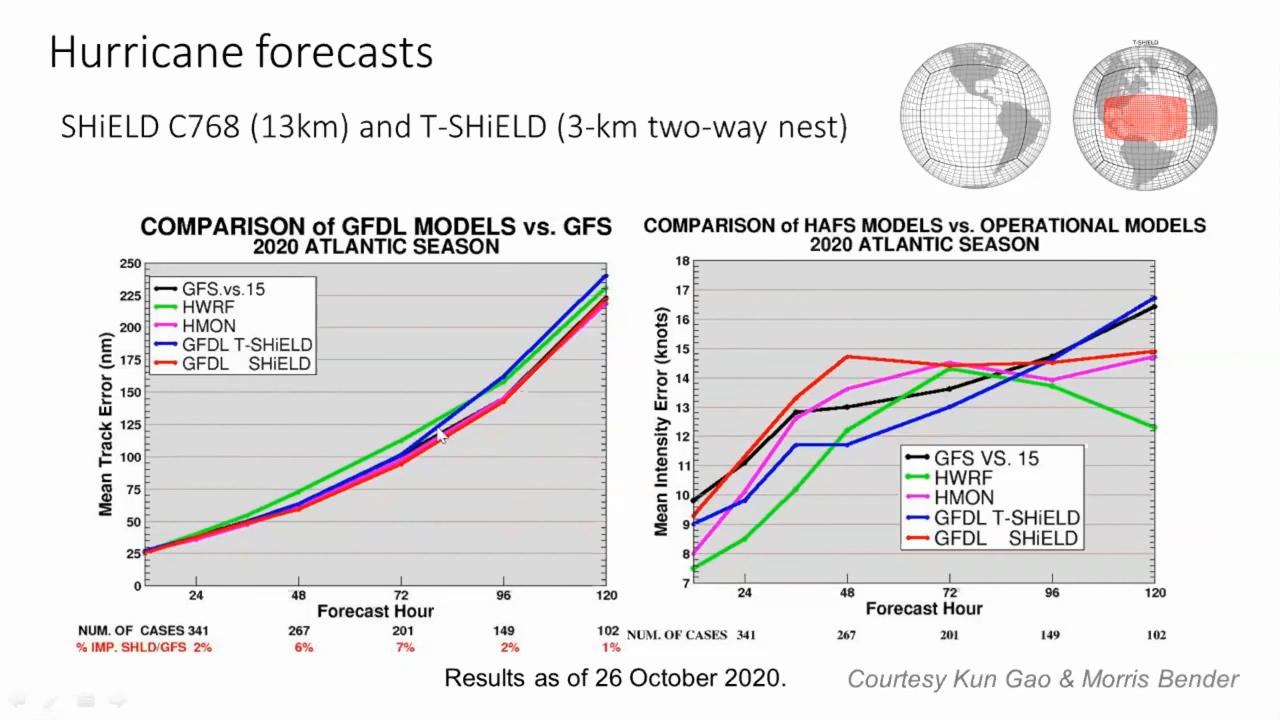 Hurricane forecasts
T-SHiELD
SHiELD C768 (13km) and T-SHiELD (3-km two-way nest)
COMPARISON of GFDL MODELS vs. GFS
2020 ATLANTIC SEASON
250
225
200
175
150
125
100
75
50
25
0
Mean Track Error (nm)
GFS.vs.15
HWRF
HMON
GFDL T-SHiELD
GFDL SHiELD
24 48 72 96 120
Forecast Hour
NUM. OF CASES 341 267 201 149 102
% IMP. SHLD/GFS 2% 6% 7% 2% 1%
COMPARISON of HAFS MODELS vs. OPERATIONAL MODELS
2020 ATLANTIC SEASON
18
17
16
15
14
13
12
11
10
9
8
7
Mean Intensity Error (knots)
GFS VS. 15
HWRF
HMON
GFDL T-SHiELD
GFDL SHiELD
24 48 72 96 120
Forecast Hour
NUM. OF CASES 341 267 201 149 102
Results as of 26 October 2020.
Courtesy Kun Gao & Morris Bender